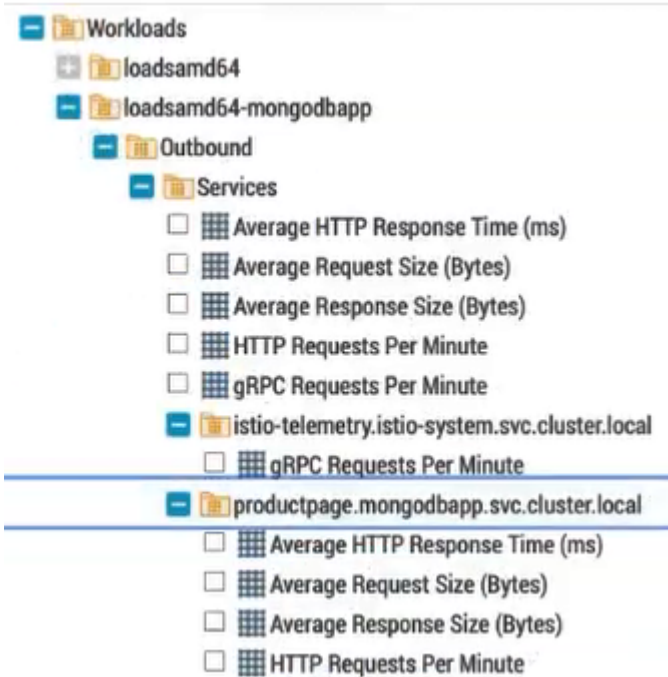 Workloads
loadsamd64
loadsamd64-mongodbapp
Outbound
Services
Average HTTP Response Time (ms)
Average Request Size (Bytes)
Average Response Size (Bytes)
HTTP Requests Per Minute
gRPC Requests Per Minute
istio-telemetry.istio-system.svc.cluster.local
gRPC Requests Per Minute
productpage.mongodbapp.svc.cluster.local
Average HTTP Response Time (ms)
Average Request Size (Bytes)
Average Response Size (Bytes)
HTTP Requests Per Minute